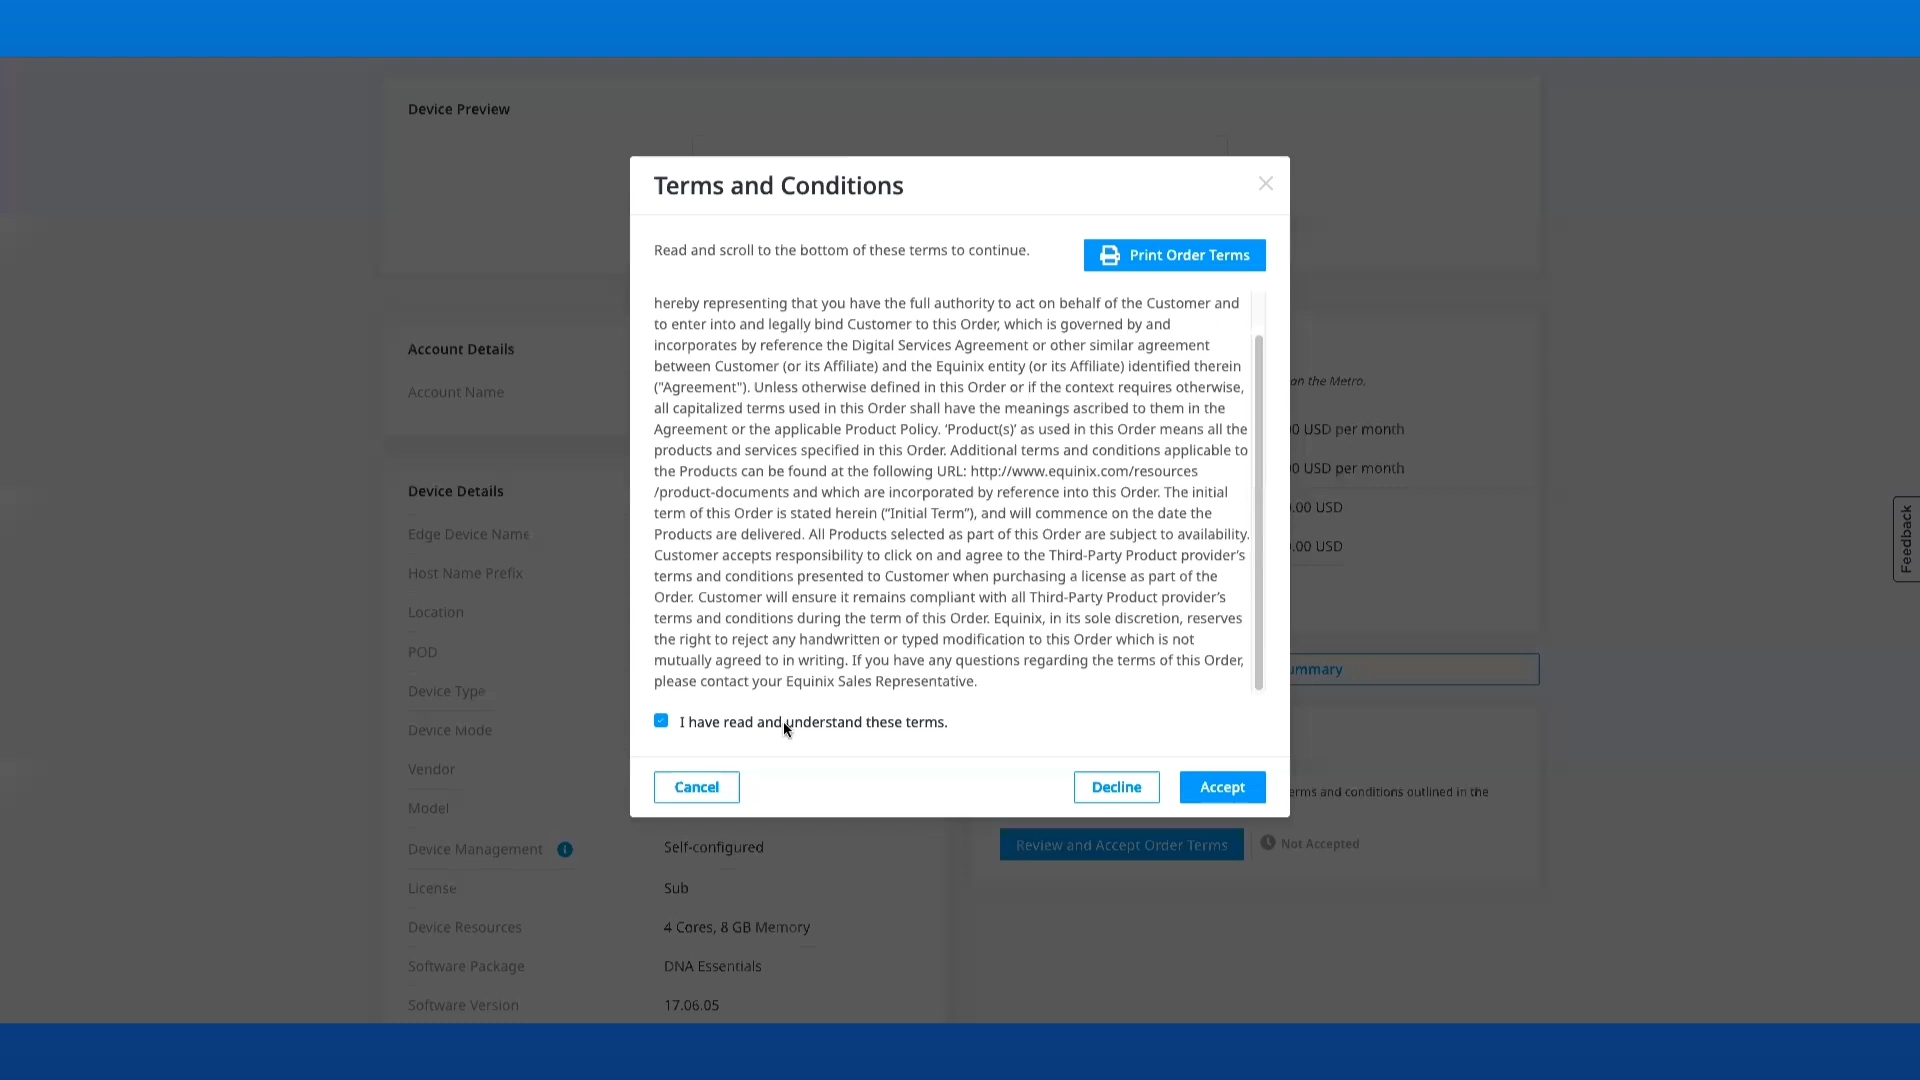 Device Preview
Terms and Conditions
Read and scroll to the bottom of these terms to continue.
Print Order Terms
hereby representing that you have the full authority to act on behalf of the Customer and
to enter into and legally bind Customer to this Order, which is governed by and
incorporates by reference the Digital Services Agreement or other similar agreement
between Customer (or its Affiliate) and the Equinix entity (or its Affiliate) identified therein
("Agreement"). Unless otherwise defined in this Order or if the context requires otherwise,
all capitalized terms used in this Order shall have the meanings ascribed to them in the
Agreement or the applicable Product Policy. ‘Product(s)’ as used in this Order means all the
products and services specified in this Order. Additional terms and conditions applicable to
the Products can be found at the following URL: http://www.equinix.com/resources
/product-documents and which are incorporated by reference into this Order. The initial
term of this Order is stated herein (“Initial Term”), and will commence on the date the
Products are delivered. All Products selected as part of this Order are subject to availability.
Customer accepts responsibility to click on and agree to the Third-Party Product provider’s
terms and conditions presented to Customer when purchasing a license as part of the
Order. Customer will ensure it remains compliant with all Third-Party Product provider’s
terms and conditions during the term of this Order. Equinix, in its sole discretion, reserves
the right to reject any handwritten or typed modification to this Order which is not
mutually agreed to in writing. If you have any questions regarding the terms of this Order,
please contact your Equinix Sales Representative.
I have read and understand these terms.
Cancel
Decline
Accept
Account Details
Account Name
Device Details
Edge Device Name
Host Name Prefix
Location
POD
Device Type
Device Mode
Vendor
Model
Device Management
Self-configured
License
Sub
Device Resources
4 Cores, 8 GB Memory
Software Package
DNA Essentials
Software Version
17.06.05
on the Metro.
0 USD per month
0 USD per month
.00 USD
.00 USD
ummary
erms and conditions outlined in the
Review and Accept Order Terms
Not Accepted
Feedback